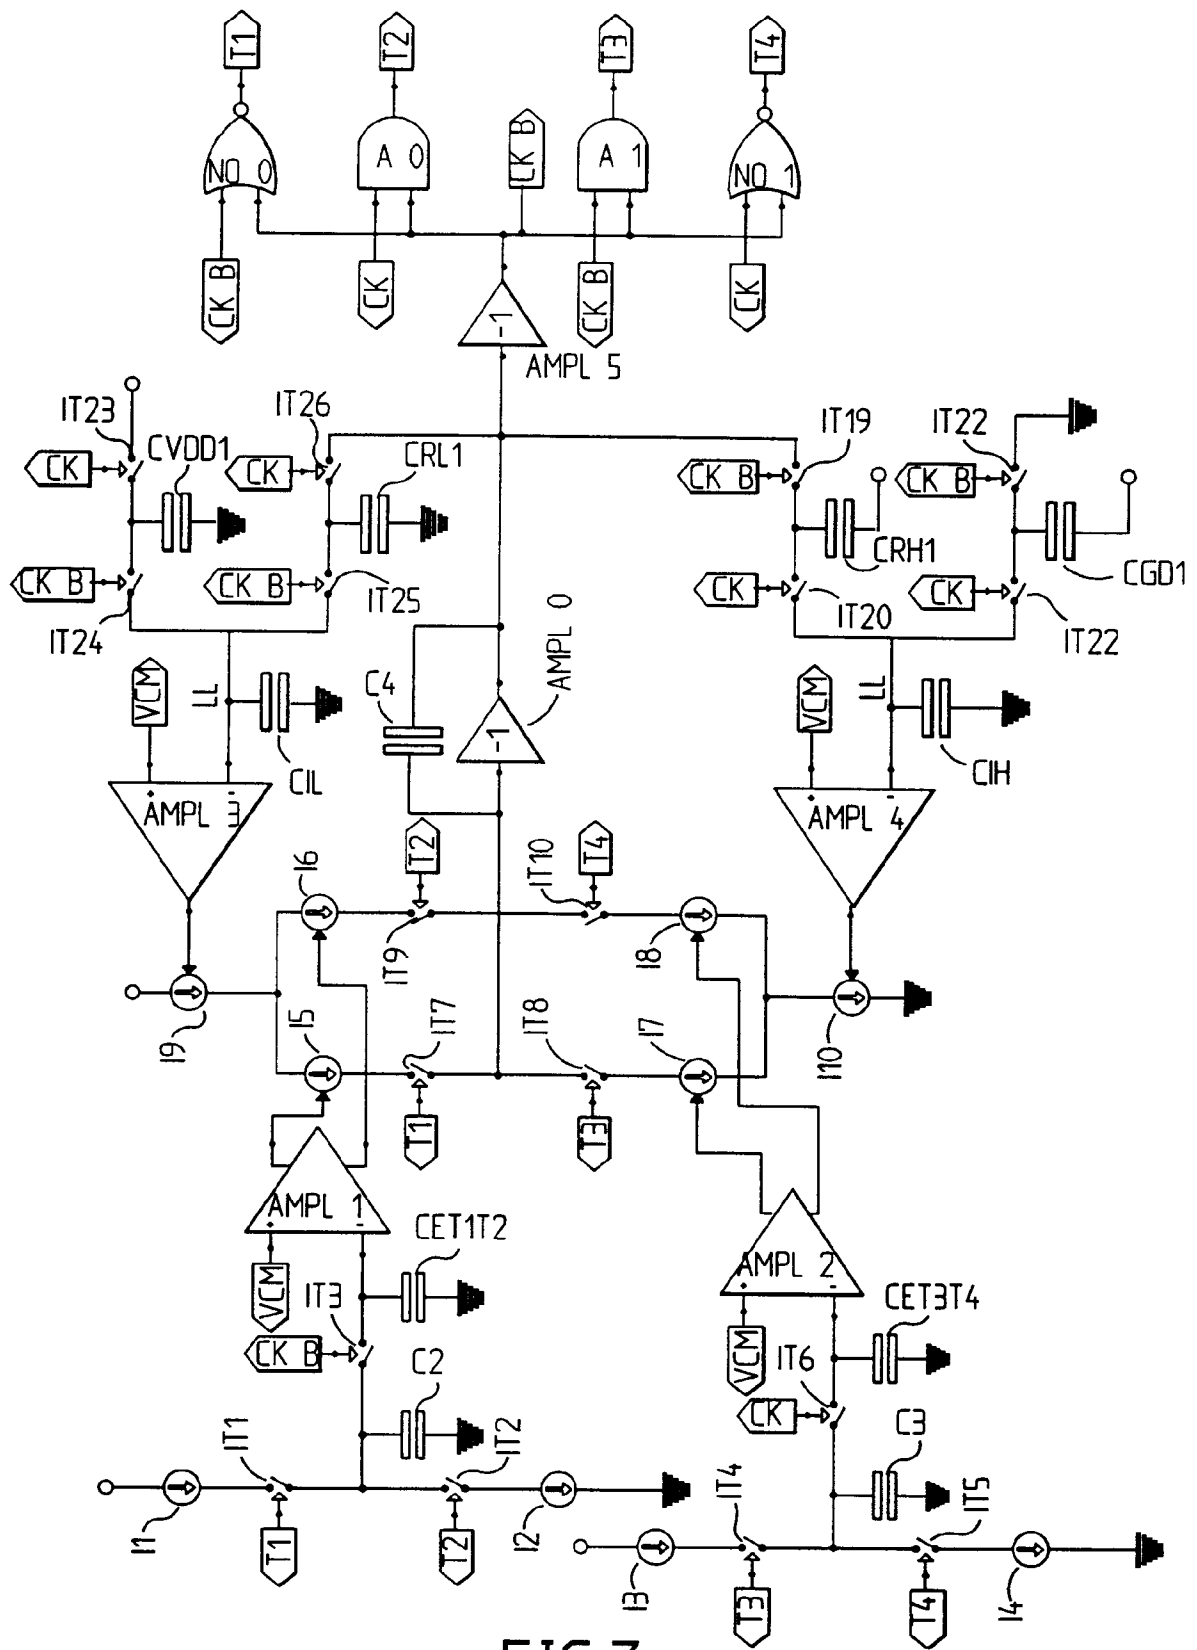 T1
T2
T3
T4
NO 0
A 0
CK B
A 1
NO 1
CK B
CK
CK B
CK
-1
AMPL 5
IT23
CK
CVDD1
IT26
CK
CRL1
IT19
CK B
IT22
CK B
CRH1
CGD1
CK B
IT24
CK B
IT25
CK
IT20
CK
IT22
VCM
LL
CIL
C4
-1
AMPL 0
VCM
LL
CIH
+ AMPL 3 -
+ AMPL 4 -
I6
T2
IT9
IT10
T4
I8
I9
I5
IT7
T1
IT8
T3
I7
I10
+ AMPL 1 -
VCM
CET1T2
IT3
CK B
C2
+ AMPL 2 -
VCM
CET3T4
IT6
CK
C3
I1
IT1
T1
IT2
T2
I2
I3
IT4
T3
IT5
T4
I4